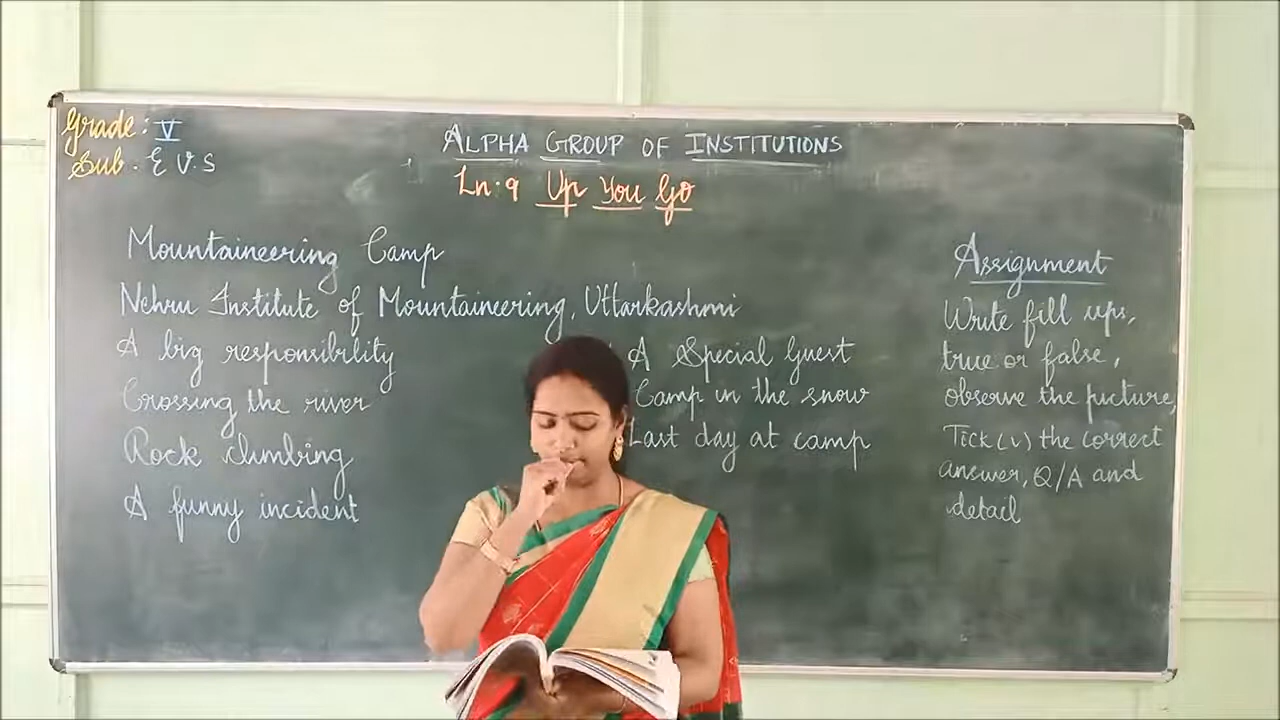 Grade: V
Sub. E V. S
ALPHA GROUP OF INSTITUTIONS
Ln: 9 Up You Go
Mountaineering Camp
Nehru Institute of Mountaineering, Uttarkashmi
A big responsibility
Crossing the river
Rock climbing
A funny incident
A Special Guest
Camp in the snow
Last day at camp
Assignment
Write fill ups,
true or false,
observe the picture,
Tick(✓) the correct
answer, Q/A and
detail